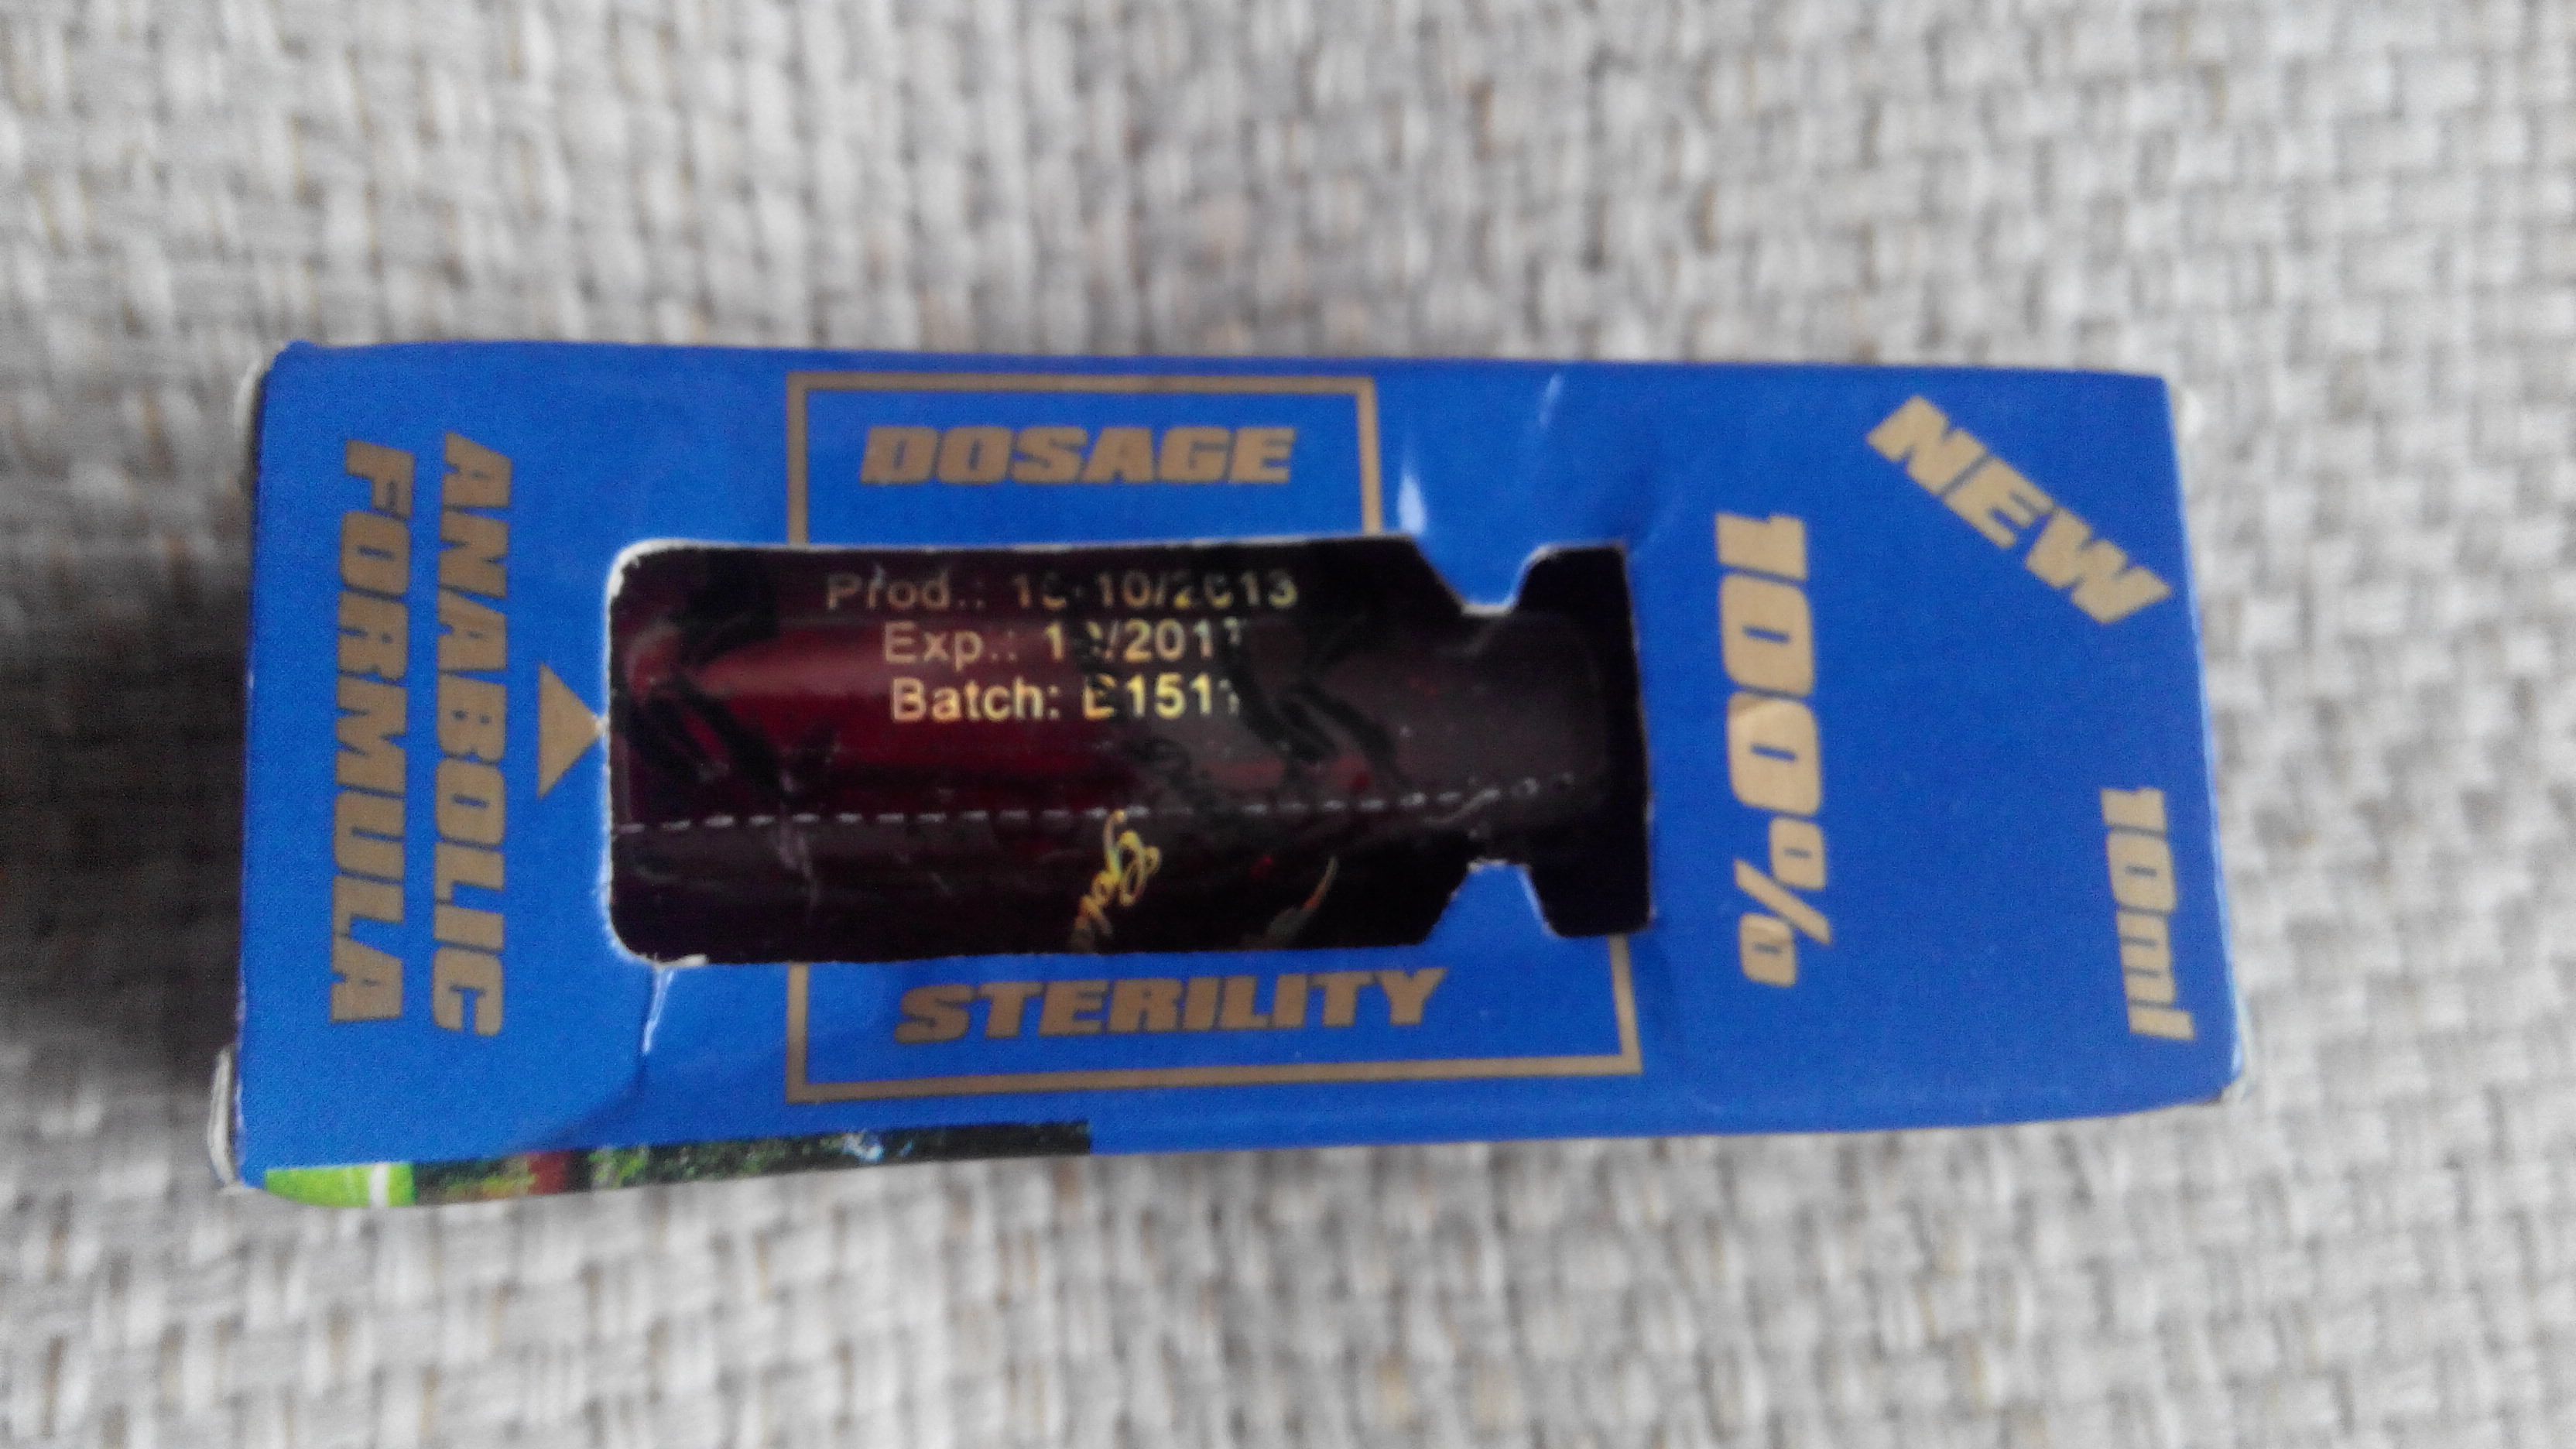 NEW
10ml
100%
DOSAGE
Prod.:
Exp.:
Batch:
STERILITY
ANABOLIC
FORMULA